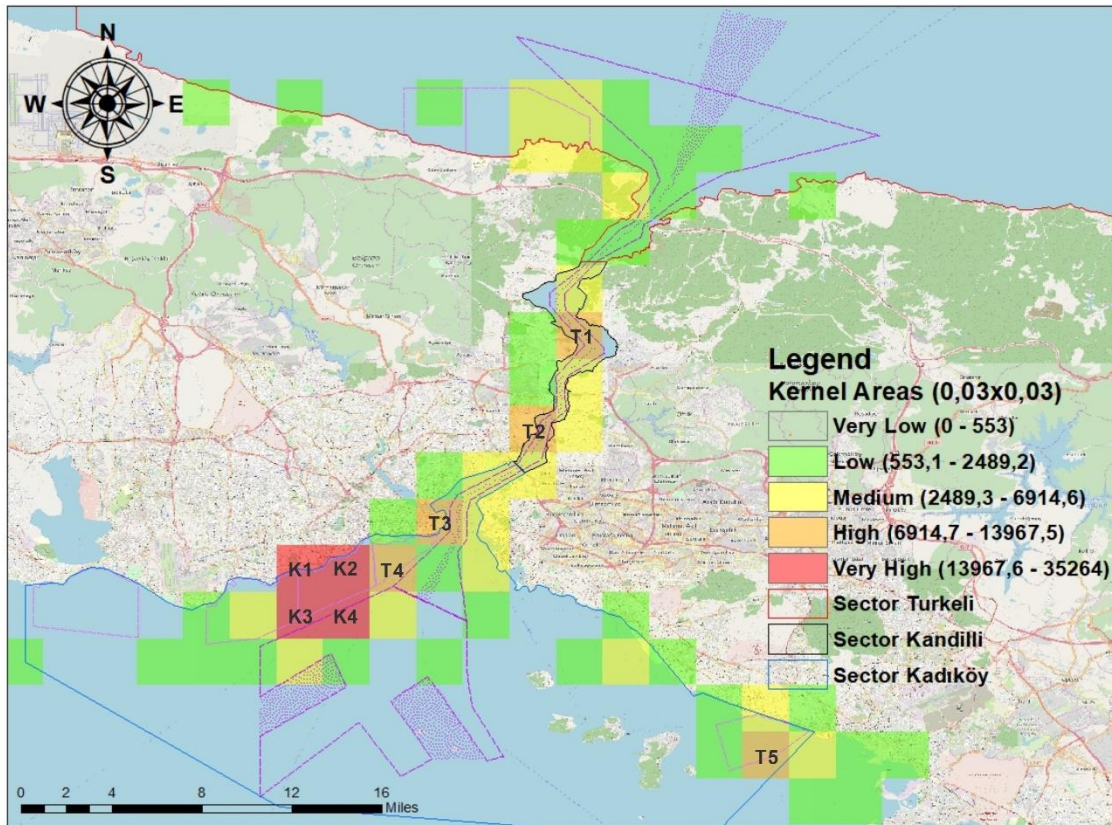 N
W E
S
T1
T2
T3
T4
K1 K2
K3 K4
T5
Legend
Kernel Areas (0,03x0,03)
Very Low (0 - 553)
Low (553,1 - 2489,2)
Medium (2489,3 - 6914,6)
High (6914,7 - 13967,5)
Very High (13967,6 - 35264)
Sector Turkeli
Sector Kandilli
Sector Kadıköy
0 2 4 8 12 16
Miles